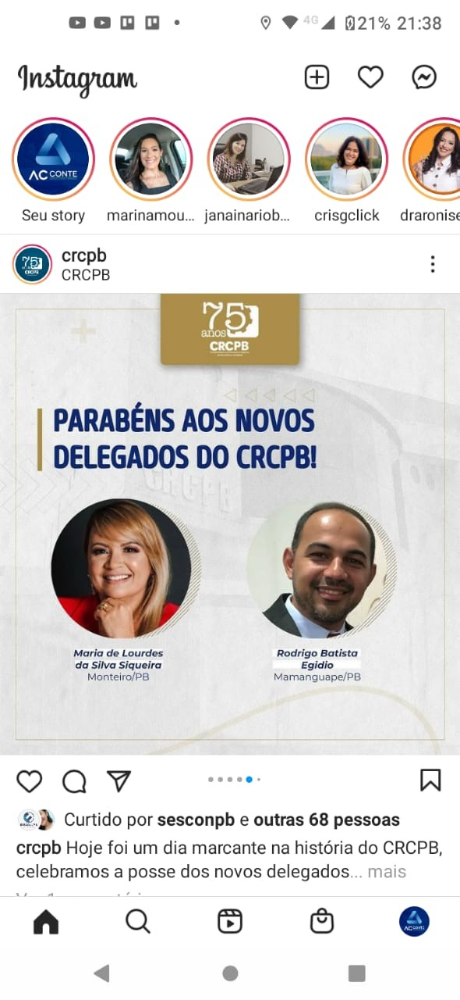 4G
21% 21:38
Instagram
AC CONTE
Seu story
marinamou...
janainariob...
crisgclick
draronise
75
CRCPB
crcpb
CRCPB
75
anos
CRCPB
PARABÉNS AOS NOVOS
DELEGADOS DO CRCPB!
CRCPB
Maria de Lourdes
da Silva Siqueira
Monteiro/PB
Rodrigo Batista
Egidio
Mamanguape/PB
Curtido por sesconpb e outras 68 pessoas
crcpb Hoje foi um dia marcante na história do CRCPB,
celebramos a posse dos novos delegados... mais
AC CONTE